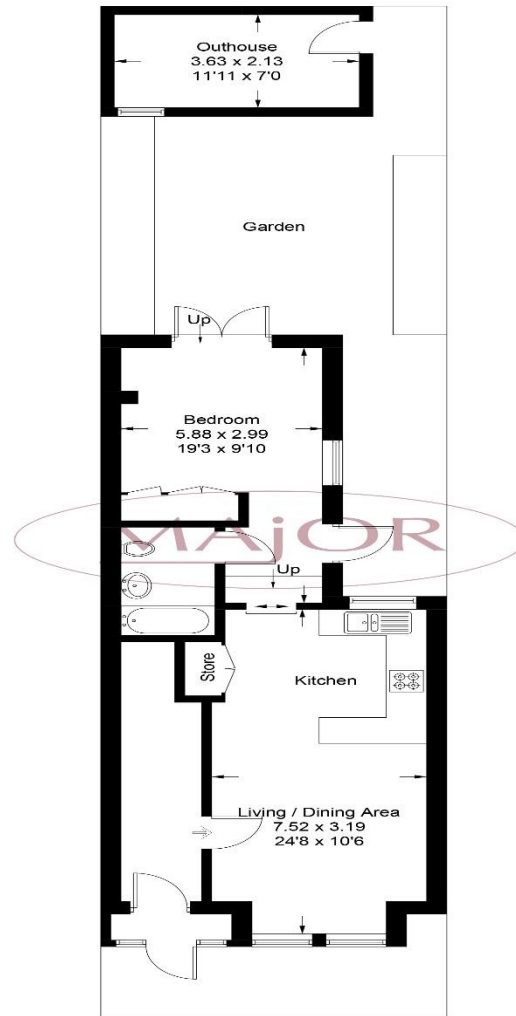 Outhouse
3.63 x 2.13
11'11 x 7'0
Garden
Up
Bedroom
5.88 x 2.99
19'3 x 9'10
MAjOR
Up
Store
Kitchen
Living / Dining Area
7.52 x 3.19
24'8 x 10'6